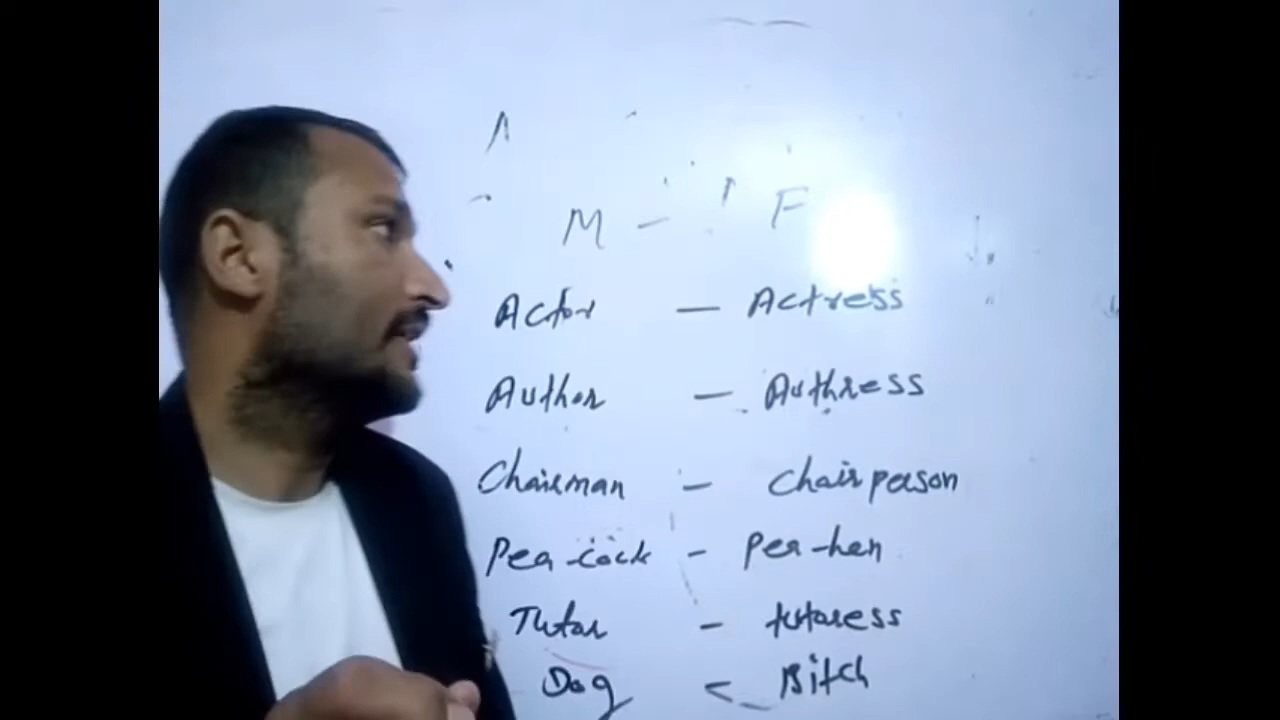 M - F
Actor - Actress
Author - Authress
Chairman - chairperson
Pea-cock - Pea-hen
Tutor - tutoress
Dog < Bitch